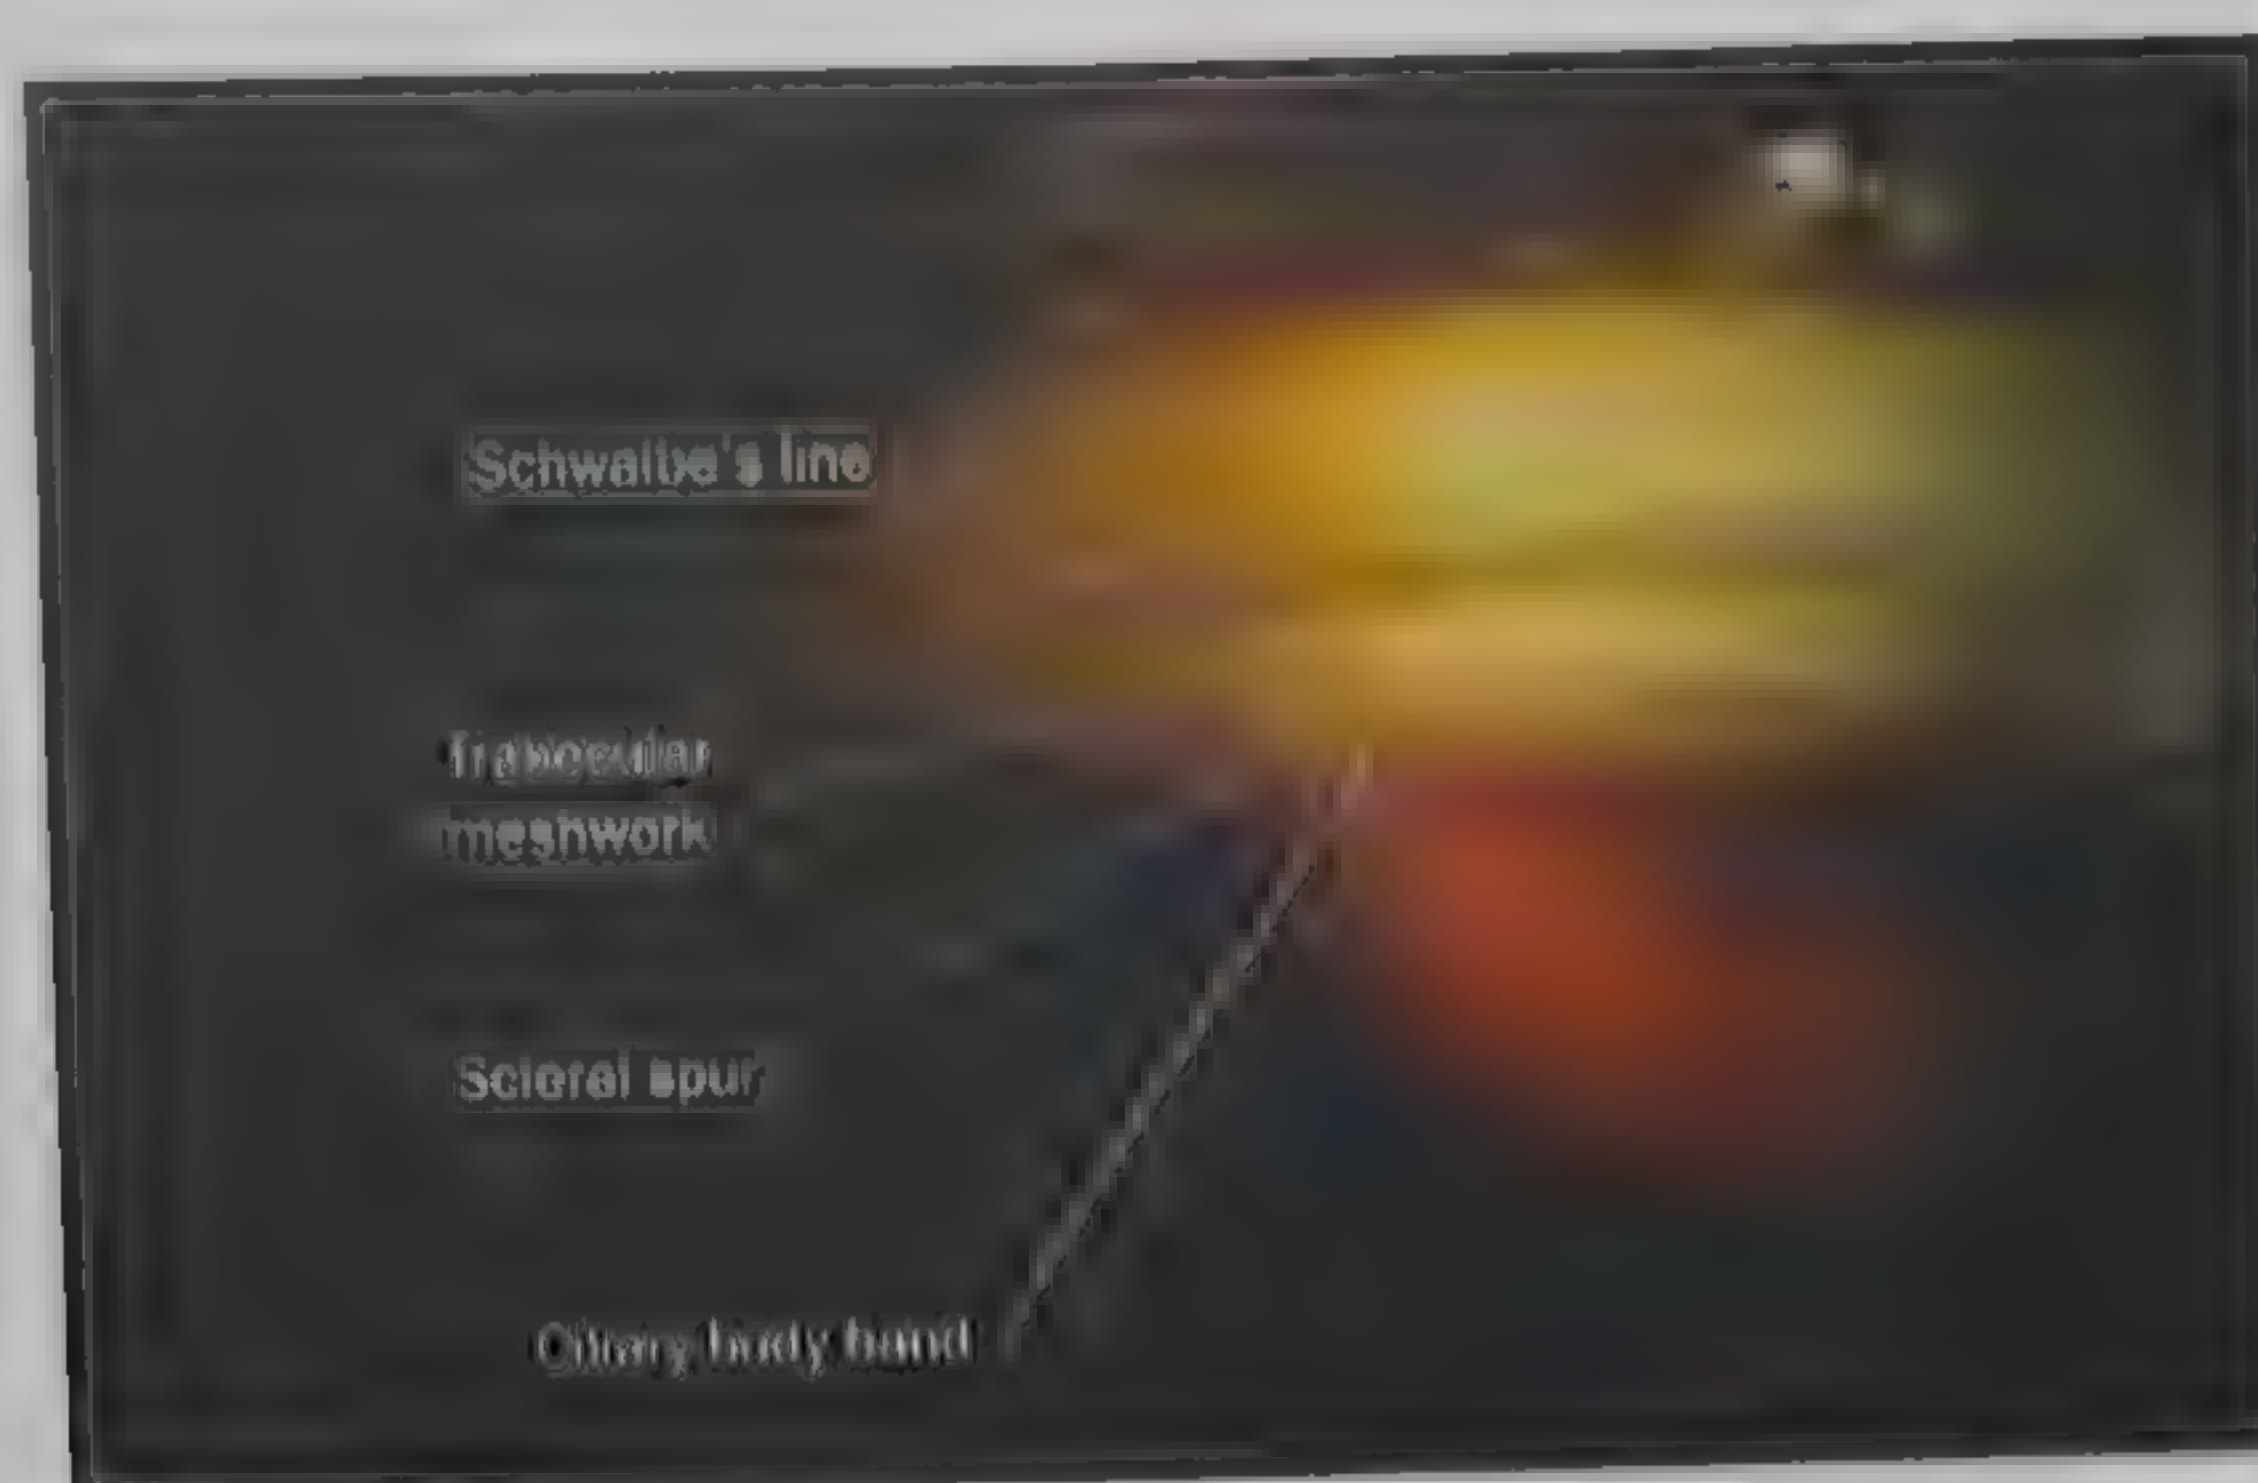 Schwalbe's line
Trabecular
meshwork
Scleral spur
Ciliary body band